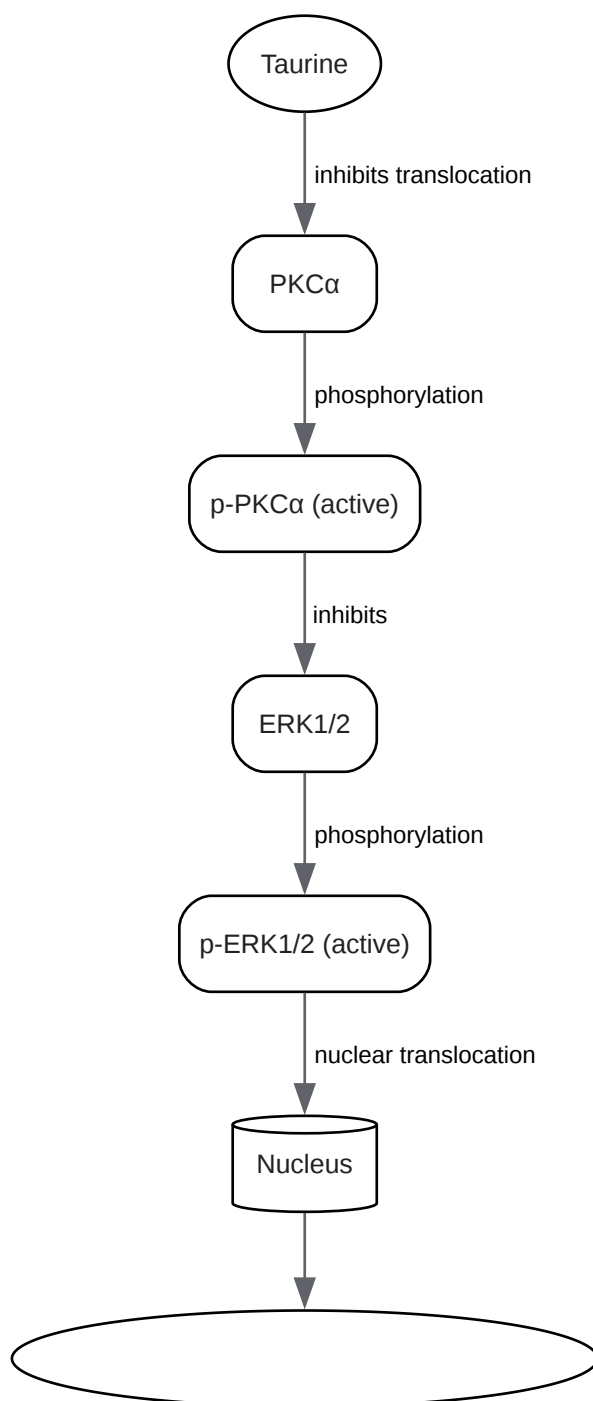 Taurine
inhibits translocation
PKCα
phosphorylation
p-PKCα (active)
inhibits
ERK1/2
phosphorylation
p-ERK1/2 (active)
nuclear translocation
Nucleus